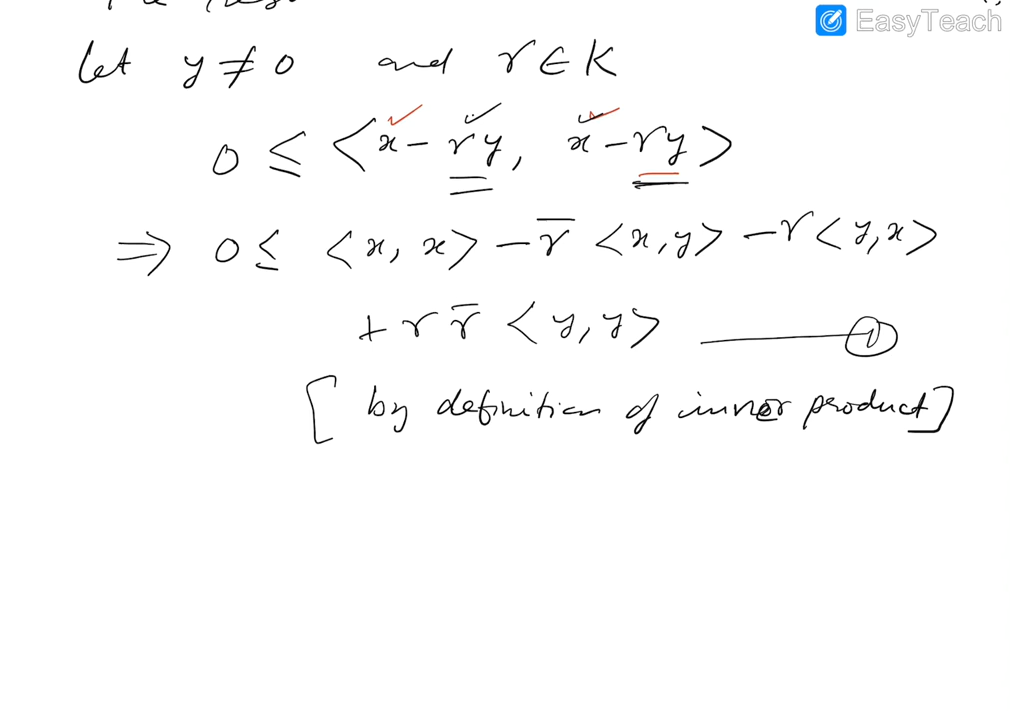 EasyTeach
Let y ≠ 0 and r ∈ K
0 ≤ < x - ry, x - ry >
⇒ 0 ≤ < x, x > - r̅ < x, y > - r < y, x >
+ r r̅ < y, y > ——— ①
[ by definition of inner product ]